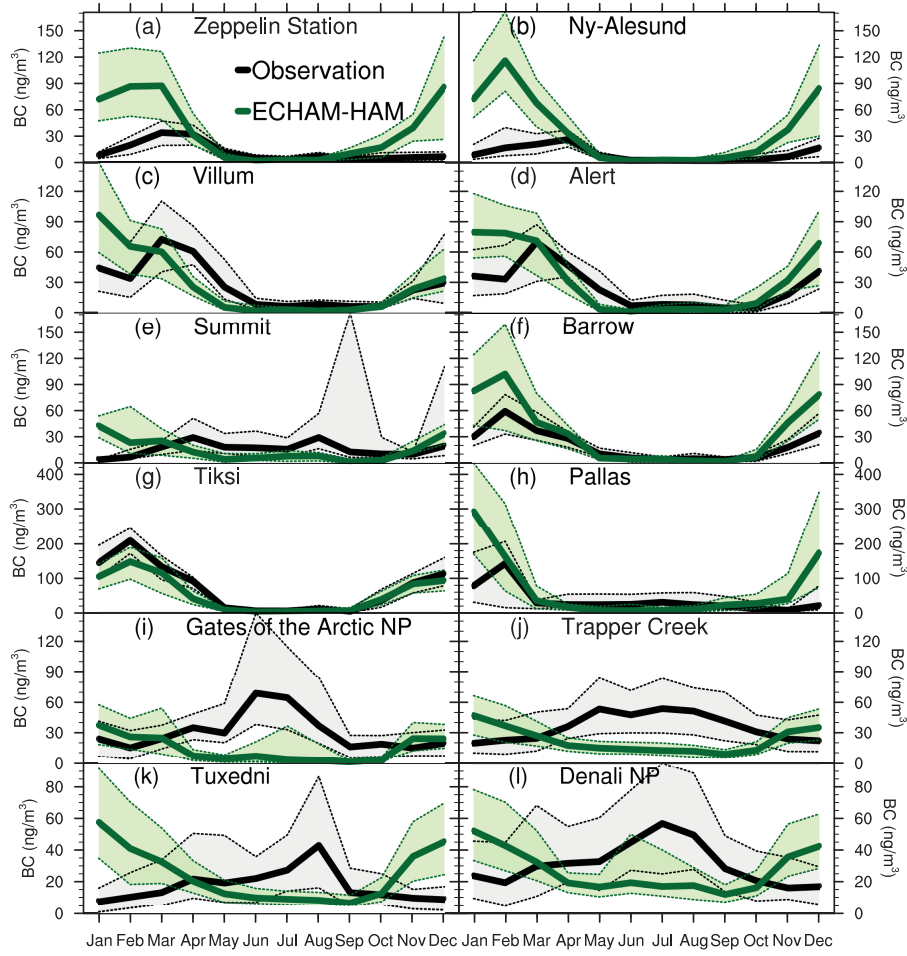 (a) Zeppelin Station
Observation
ECHAM-HAM
BC (ng/m³)
150
120
90
60
30
0
(b) Ny-Alesund
150
120
90
60
30
0
BC (ng/m³)
(c) Villum
BC (ng/m³)
120
90
60
30
0
(d) Alert
120
90
60
30
0
BC (ng/m³)
(e) Summit
BC (ng/m³)
150
120
90
60
30
0
(f) Barrow
150
120
90
60
30
0
BC (ng/m³)
(g) Tiksi
BC (ng/m³)
400
300
200
100
0
(h) Pallas
400
300
200
100
0
BC (ng/m³)
(i) Gates of the Arctic NP
BC (ng/m³)
120
90
60
30
0
(j) Trapper Creek
120
90
60
30
0
BC (ng/m³)
(k) Tuxedni
BC (ng/m³)
80
60
40
20
0
(l) Denali NP
80
60
40
20
0
BC (ng/m³)
Jan Feb Mar Apr May Jun Jul Aug Sep Oct Nov Dec
Jan Feb Mar Apr May Jun Jul Aug Sep Oct Nov Dec